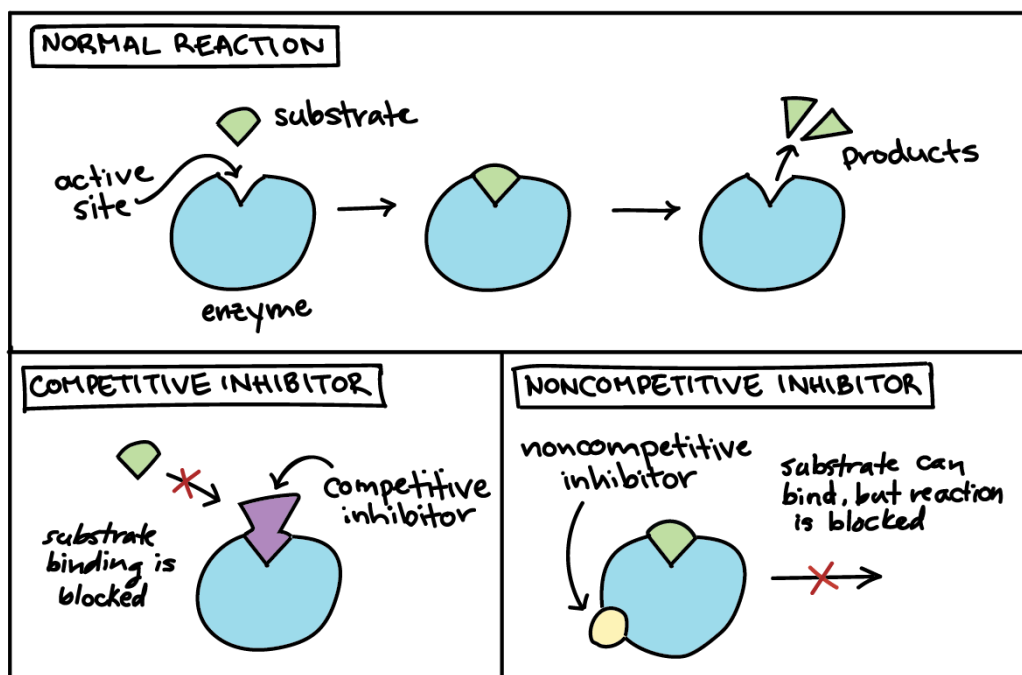 NORMAL REACTION
substrate
active
site
enzyme
products
COMPETITIVE INHIBITOR
substrate
binding is
blocked
competitive
inhibitor
NONCOMPETITIVE INHIBITOR
noncompetitive
inhibitor
substrate can
bind, but reaction
is blocked